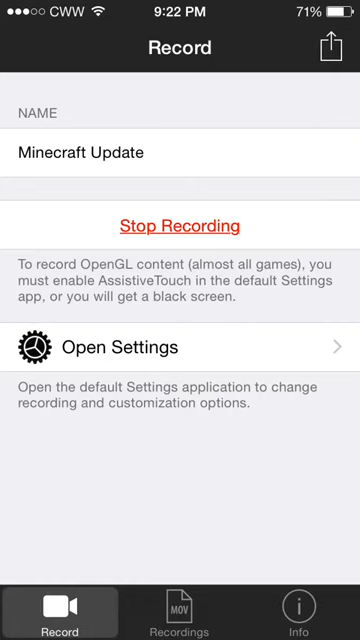 CWW 9:22 PM 71%
Record
NAME
Minecraft Update
Stop Recording
To record OpenGL content (almost all games), you
must enable AssistiveTouch in the default Settings
app, or you will get a black screen.
Open Settings
Open the default Settings application to change
recording and customization options.
MOV
Record Recordings Info